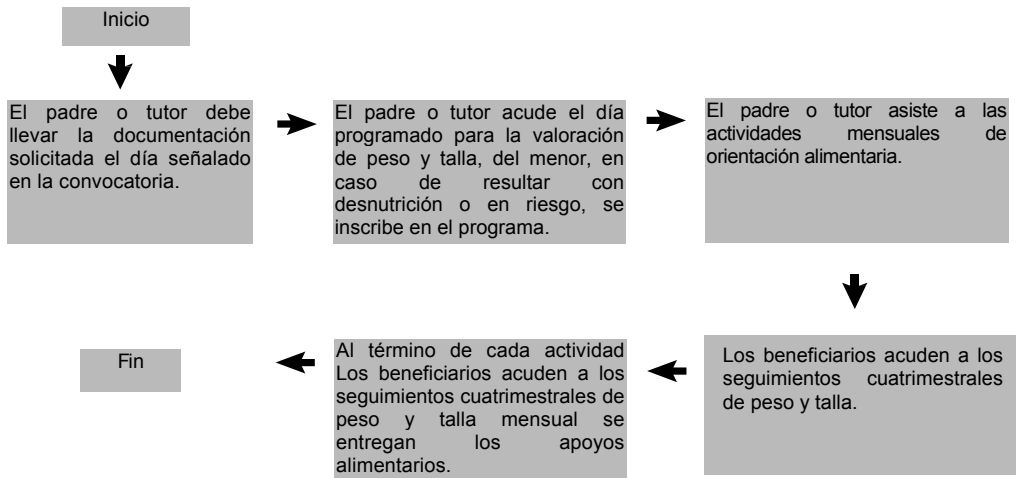 Inicio
El padre o tutor debe
llevar la documentación
solicitada el día señalado
en la convocatoria.
El padre o tutor acude el día
programado para la valoración
de peso y talla, del menor, en
caso de resultar con
desnutrición o en riesgo, se
inscribe en el programa.
El padre o tutor asiste a las
actividades mensuales de
orientación alimentaria.
Los beneficiarios acuden a los
seguimientos cuatrimestrales
de peso y talla.
Al término de cada actividad
Los beneficiarios acuden a los
seguimientos cuatrimestrales de
peso y talla mensual se
entregan los apoyos
alimentarios.
Fin